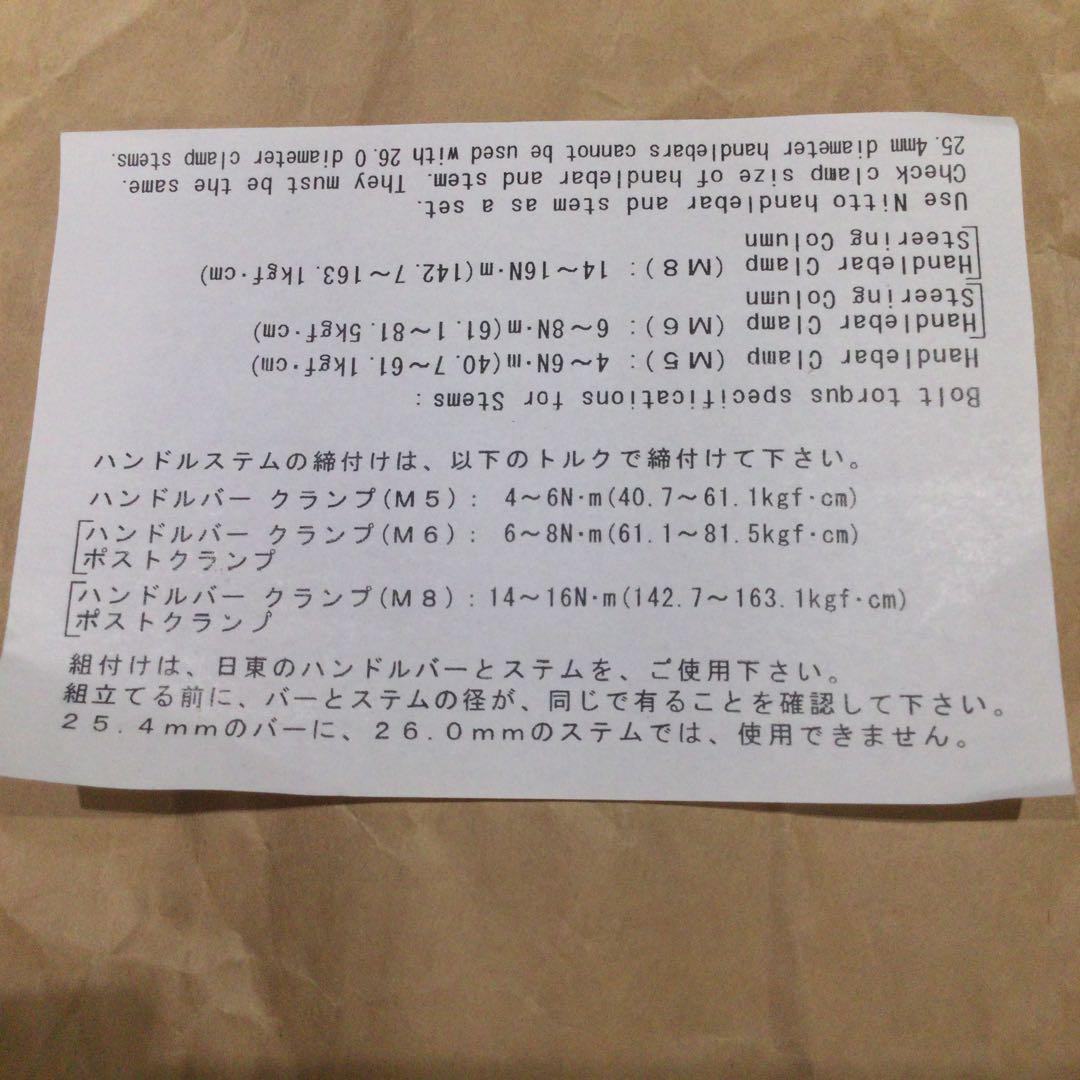 Bolt torqus specifications for Stems :
Handlebar Clamp (M5): 4~6N·m(40.7~61.1kgf·cm)
Handlebar Clamp (M6): 6~8N·m(61.1~81.5kgf·cm)
Steering Column
Handlebar Clamp (M8): 14~16N·m(142.7~163.1kgf·cm)
Steering Column
Use Nitto handlebar and stem as a set.
Check clamp size of handlebar and stem. They must be the same.
25.4mm diameter handlebars cannot be used with 26.0 diameter clamp stems.
ハンドルステムの締付けは、以下のトルクで締付けて下さい。
ハンドルバー クランプ(M5): 4~6N·m(40.7~61.1kgf·cm)
ハンドルバー クランプ(M6): 6~8N·m(61.1~81.5kgf·cm)
ポストクランプ
ハンドルバー クランプ(M8):14~16N·m(142.7~163.1kgf·cm)
ポストクランプ
組付けは、日東のハンドルバーとステムを、ご使用下さい。
組立てる前に、バーとステムの径が、同じで有ることを確認して下さい。
25.4mmのバーに、26.0mmのステムでは、使用できません。